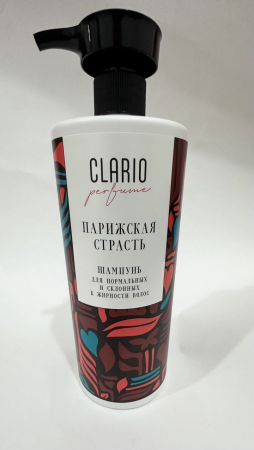 CLARIO
perfume
ПАРИЖСКАЯ
СТРАСТЬ
ШАМПУНЬ
ДЛЯ НОРМАЛЬНЫХ
И СКЛОННЫХ
К ЖИРНОСТИ ВОЛОС